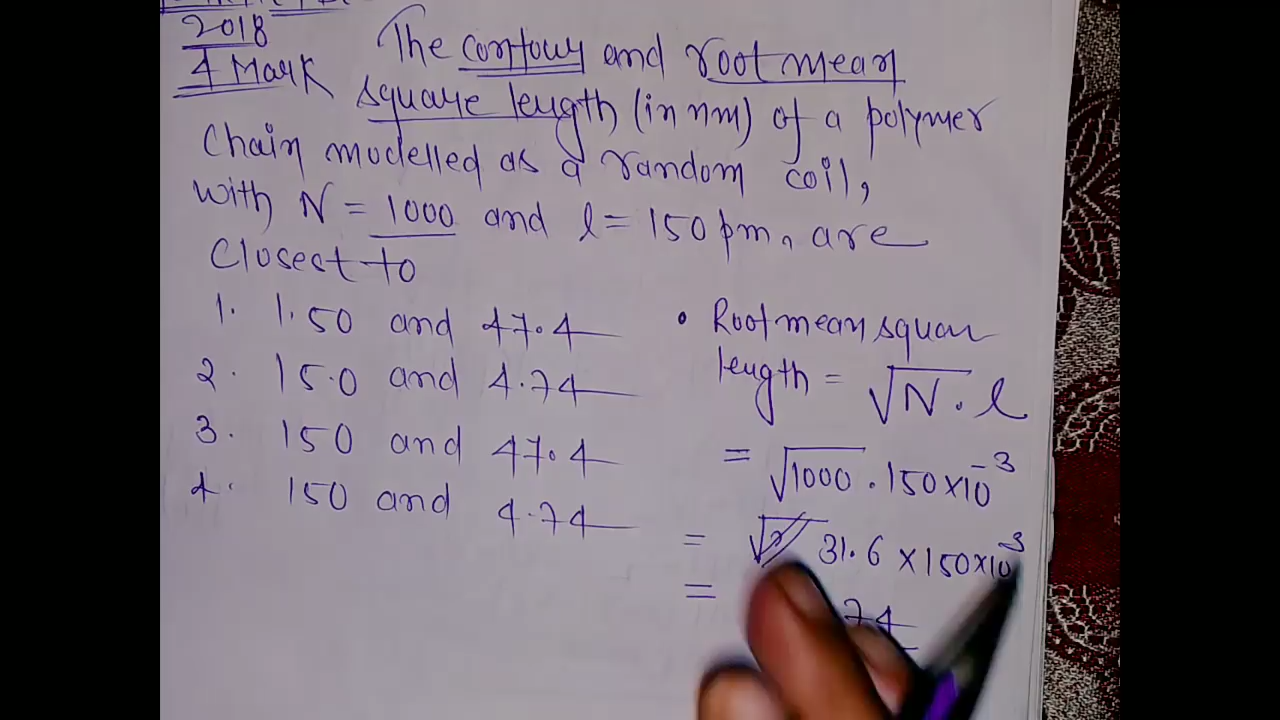 2018
4 Mark
The contour and root mean
square length (in nm) of a polymer
Chain modelled as a random coil,
with N = 1000 and l = 150 pm, are
Closest to
1. 1.50 and 47.4
2. 15.0 and 4.74
3. 150 and 47.4
4. 150 and 4.74
• Root mean squar
length = √N . l
= √1000 . 150×10⁻³
= 31.6 ×150×10⁻³
= 74